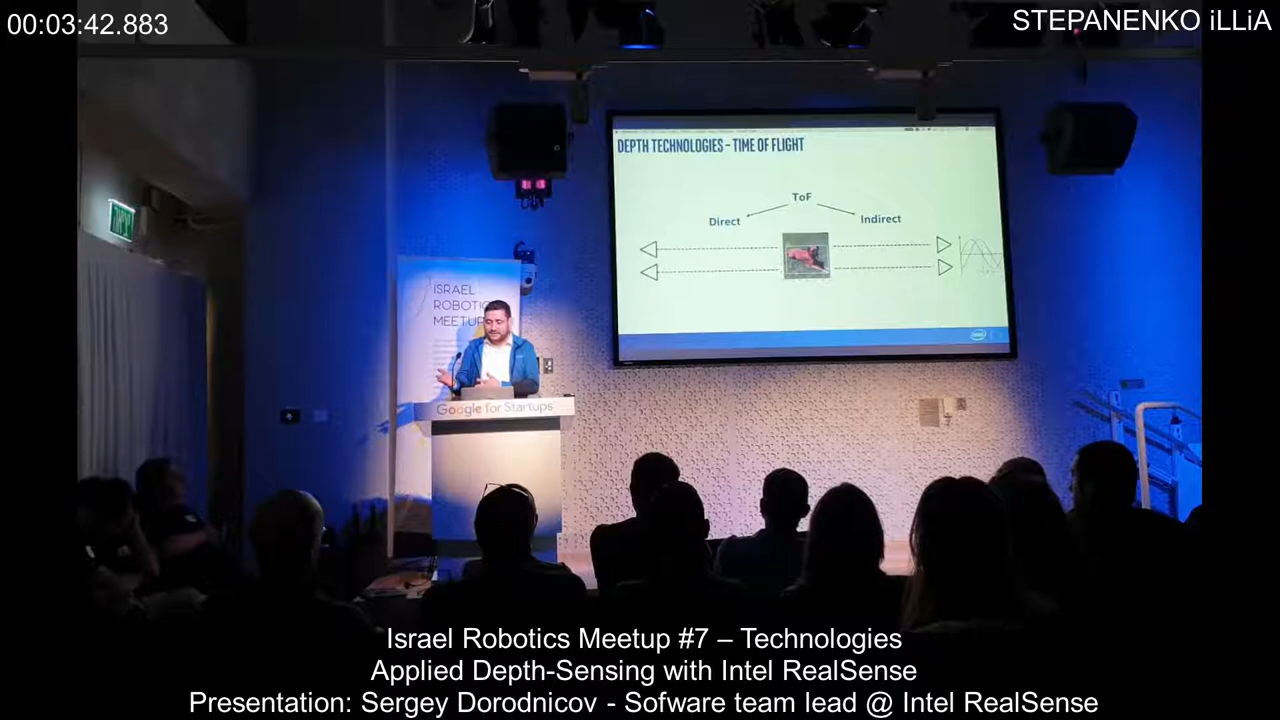 00:03:42.883
STEPANENKO iLLiA
DEPTH TECHNOLOGIES - TIME OF FLIGHT
ToF
Direct
Indirect
intel
ISRAEL
ROBOTIC
MEETUP
Google for Startups
Israel Robotics Meetup #7 – Technologies
Applied Depth-Sensing with Intel RealSense
Presentation: Sergey Dorodnicov - Sofware team lead @ Intel RealSense